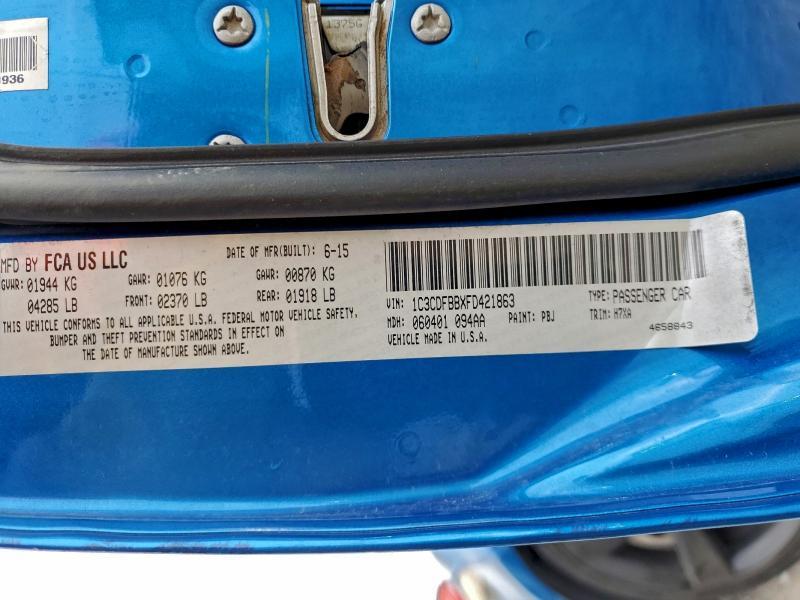 1375G
1936
MFD BY FCA US LLC DATE OF MFR(BUILT): 6-15
GVWR: 01944 KG GAWR: 01076 KG GAWR: 00870 KG
04285 LB FRONT: 02370 LB REAR: 01918 LB
THIS VEHICLE CONFORMS TO ALL APPLICABLE U.S.A. FEDERAL MOTOR VEHICLE SAFETY,
BUMPER AND THEFT PREVENTION STANDARDS IN EFFECT ON
THE DATE OF MANUFACTURE SHOWN ABOVE.
VIN: 1C3CDFBBXFD421863 TYPE: PASSENGER CAR
MDH: 060401 094AA PAINT: PBJ TRIM: H7XA
VEHICLE MADE IN U.S.A. 4658843